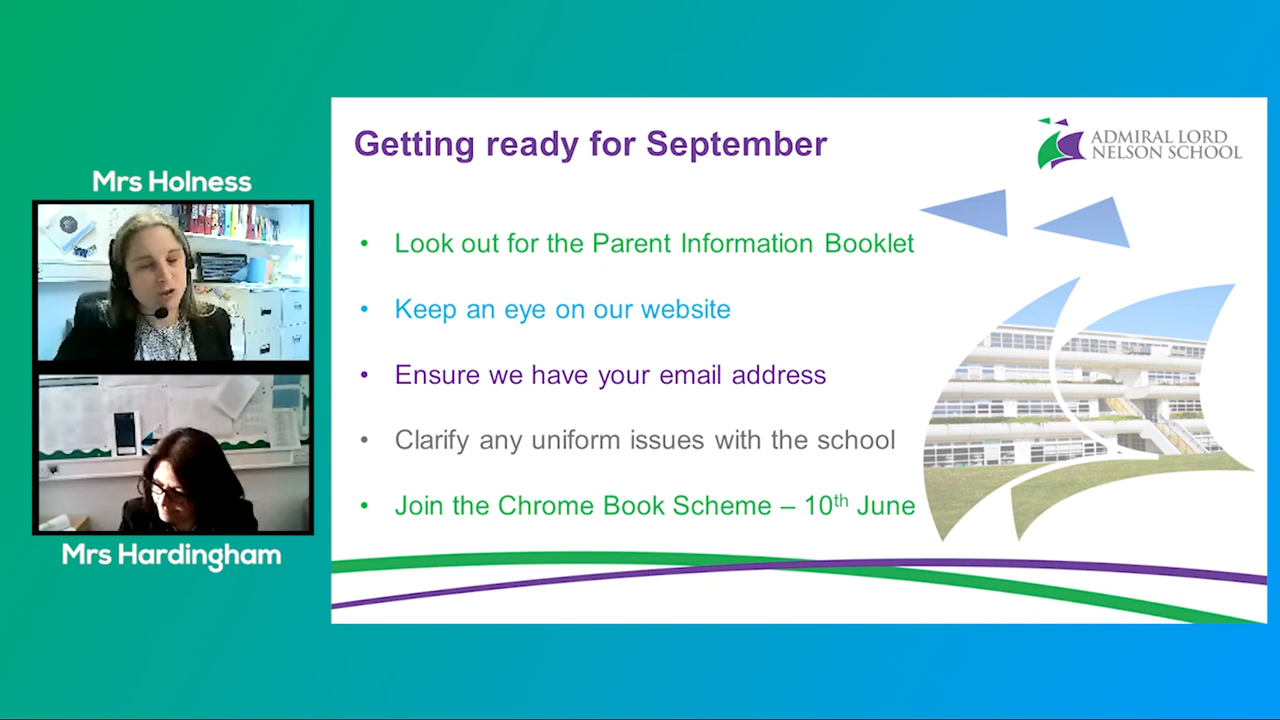 Mrs Holness
Mrs Hardingham
Getting ready for September
ADMIRAL LORD
NELSON SCHOOL
• Look out for the Parent Information Booklet
• Keep an eye on our website
• Ensure we have your email address
• Clarify any uniform issues with the school
• Join the Chrome Book Scheme – 10th June